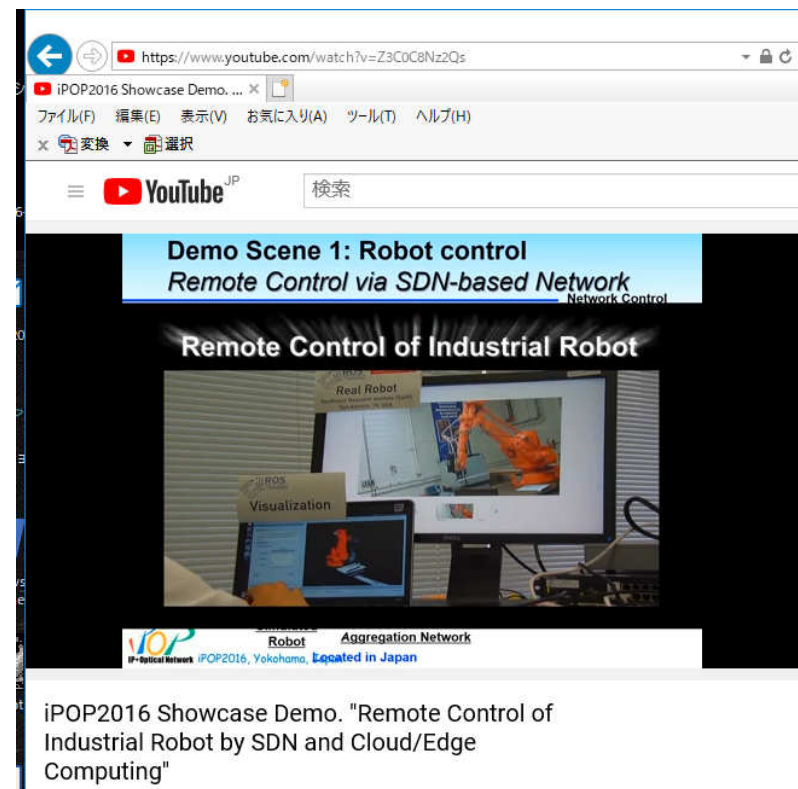 https://www.youtube.com/watch?v=Z3C0C8Nz2Qs
iPOP2016 Showcase Demo. ...
ファイル(F) 編集(E) 表示(V) お気に入り(A) ツール(T) ヘルプ(H)
x 変換 選択
YouTube JP
検索
Demo Scene 1: Robot control
Remote Control via SDN-based Network
Network Control
Remote Control of Industrial Robot
ROS
Real Robot
ROS
Visualization
Robot
Aggregation Network
IP+Optical Network iPOP2016, Yokohama, Located in Japan
iPOP2016 Showcase Demo. "Remote Control of
Industrial Robot by SDN and Cloud/Edge
Computing"